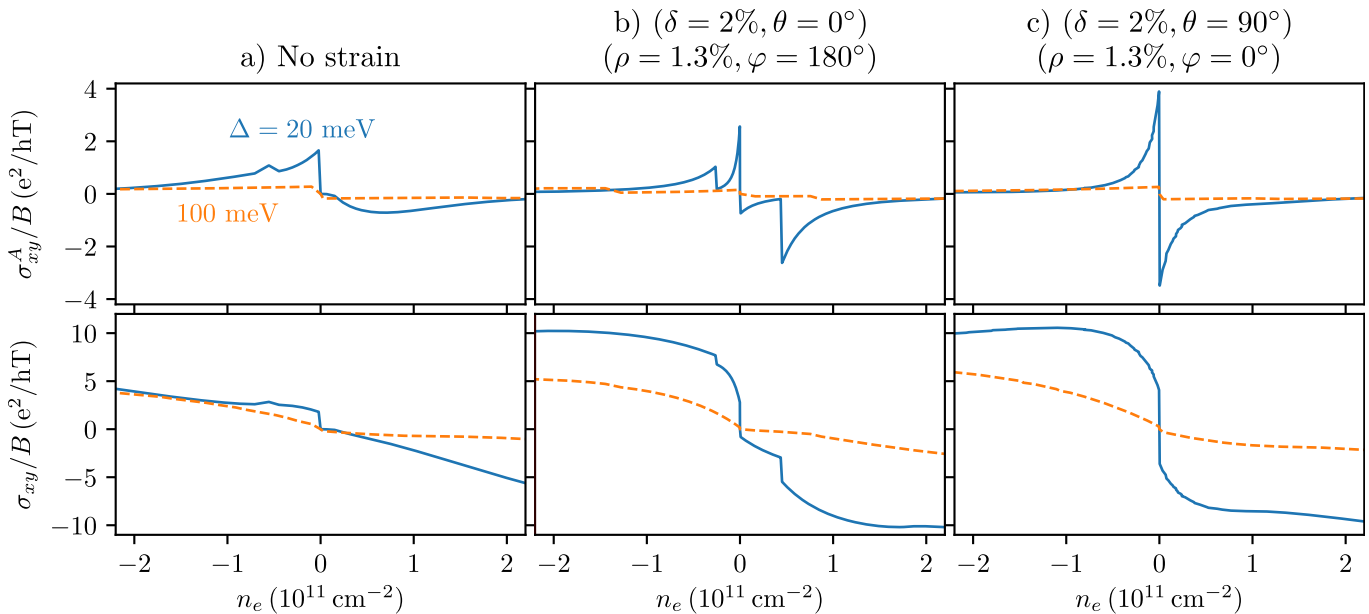 a) No strain
b) (δ = 2%, θ = 0°)
(ρ = 1.3%, φ = 180°)
c) (δ = 2%, θ = 90°)
(ρ = 1.3%, φ = 0°)
σ^A_xy/B (e²/hT)
4
2
0
−2
−4
Δ = 20 meV
100 meV
σ_xy/B (e²/hT)
10
5
0
−5
−10
−2 −1 0 1 2
−2 −1 0 1 2
−2 −1 0 1 2
n_e (10¹¹ cm⁻²)
n_e (10¹¹ cm⁻²)
n_e (10¹¹ cm⁻²)